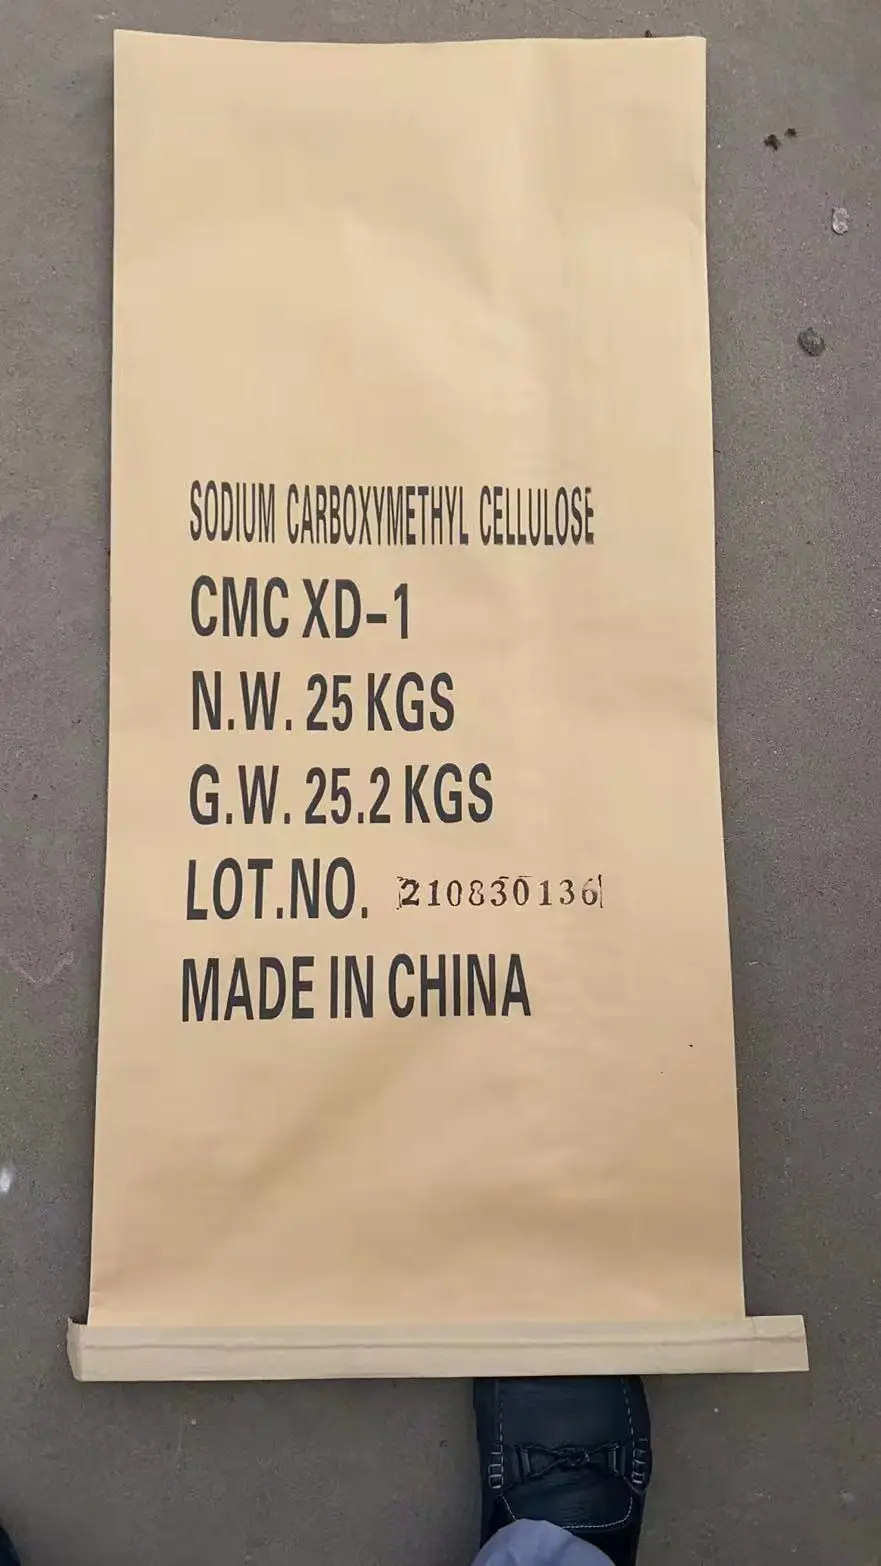 SODIUM CARBOXYMETHYL CELLULOSE
CMC XD-1
N.W. 25 KGS
G.W. 25.2 KGS
LOT.NO. 210830136
MADE IN CHINA